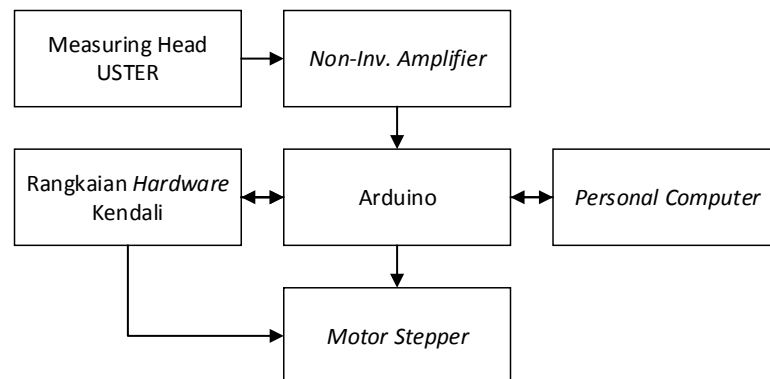 Measuring Head
USTER
Non-Inv. Amplifier
Rangkaian Hardware
Kendali
Arduino
Personal Computer
Motor Stepper